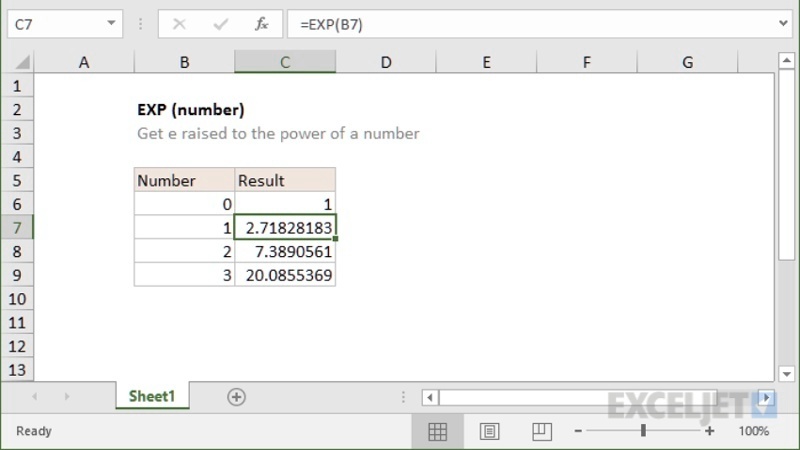 C7 fx =EXP(B7)
A B C D E F G
1
2 EXP (number)
3 Get e raised to the power of a number
4
5 Number Result
6 0 1
7 1 2.71828183
8 2 7.3890561
9 3 20.0855369
10
11
12
13
Sheet1
EXCELJET
Ready 100%